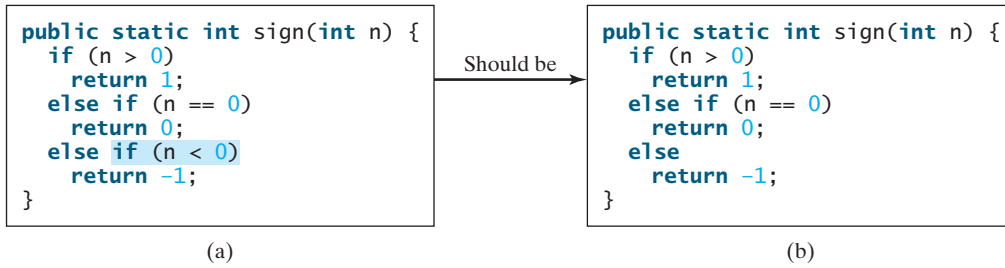 public static int sign(int n) {
  if (n > 0)
    return 1;
  else if (n == 0)
    return 0;
  else if (n < 0)
    return –1;
}
(a)
Should be
public static int sign(int n) {
  if (n > 0)
    return 1;
  else if (n == 0)
    return 0;
  else
    return –1;
}
(b)